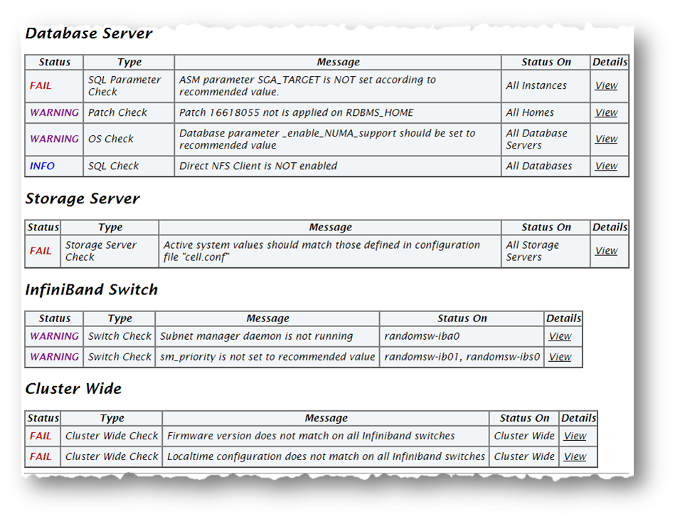 Database Server
Status Type Message Status On Details
FAIL SQL Parameter Check ASM parameter SGA_TARGET is NOT set according to recommended value. All Instances View
WARNING Patch Check Patch 16618055 not is applied on RDBMS_HOME All Homes View
WARNING OS Check Database parameter _enable_NUMA_support should be set to recommended value All Database Servers View
INFO SQL Check Direct NFS Client is NOT enabled All Databases View
Storage Server
Status Type Message Status On Details
FAIL Storage Server Check Active system values should match those defined in configuration file "cell.conf" All Storage Servers View
InfiniBand Switch
Status Type Message Status On Details
WARNING Switch Check Subnet manager daemon is not running randomsw-iba0 View
WARNING Switch Check sm_priority is not set to recommended value randomsw-ib01, randomsw-ibs0 View
Cluster Wide
Status Type Message Status On Details
FAIL Cluster Wide Check Firmware version does not match on all Infiniband switches Cluster Wide View
FAIL Cluster Wide Check Localtime configuration does not match on all Infiniband switches Cluster Wide View